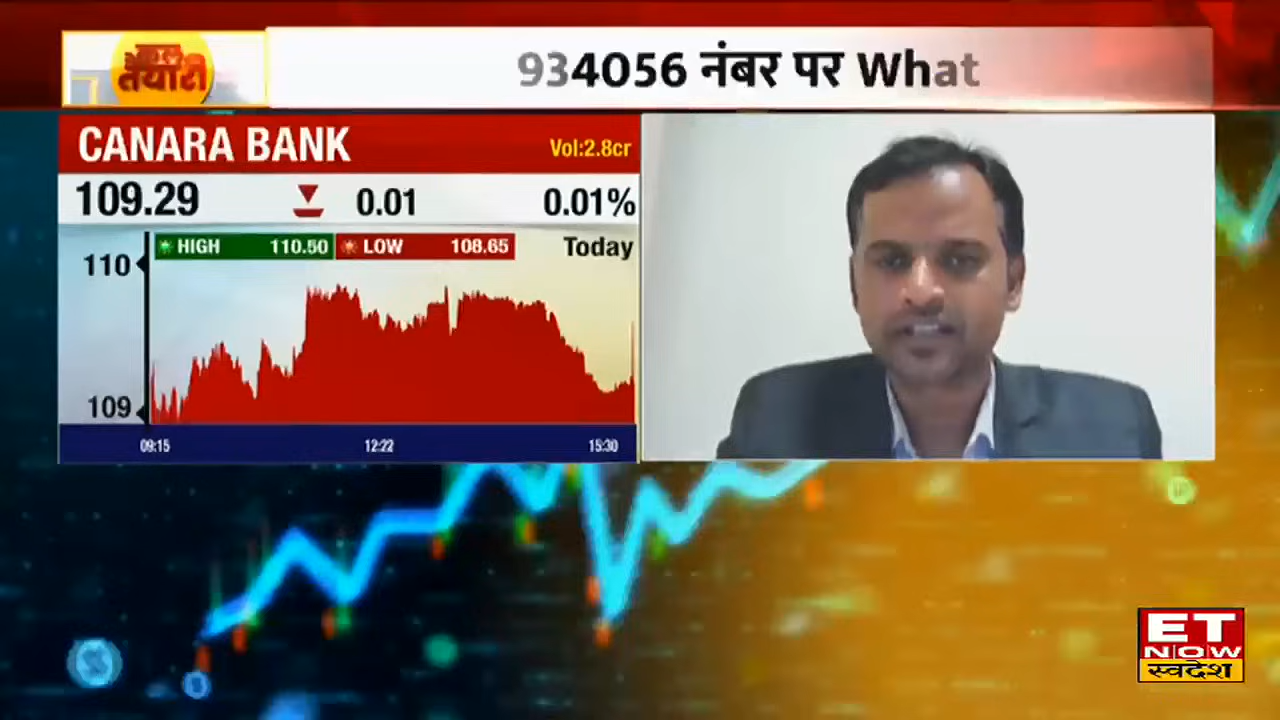 तैयारी
934056 नंबर पर What
CANARA BANK
Vol:2.8cr
109.29 0.01 0.01%
HIGH 110.50 LOW 108.65 Today
110
109
09:15 12:22 15:30
ET
NOW
स्वदेश